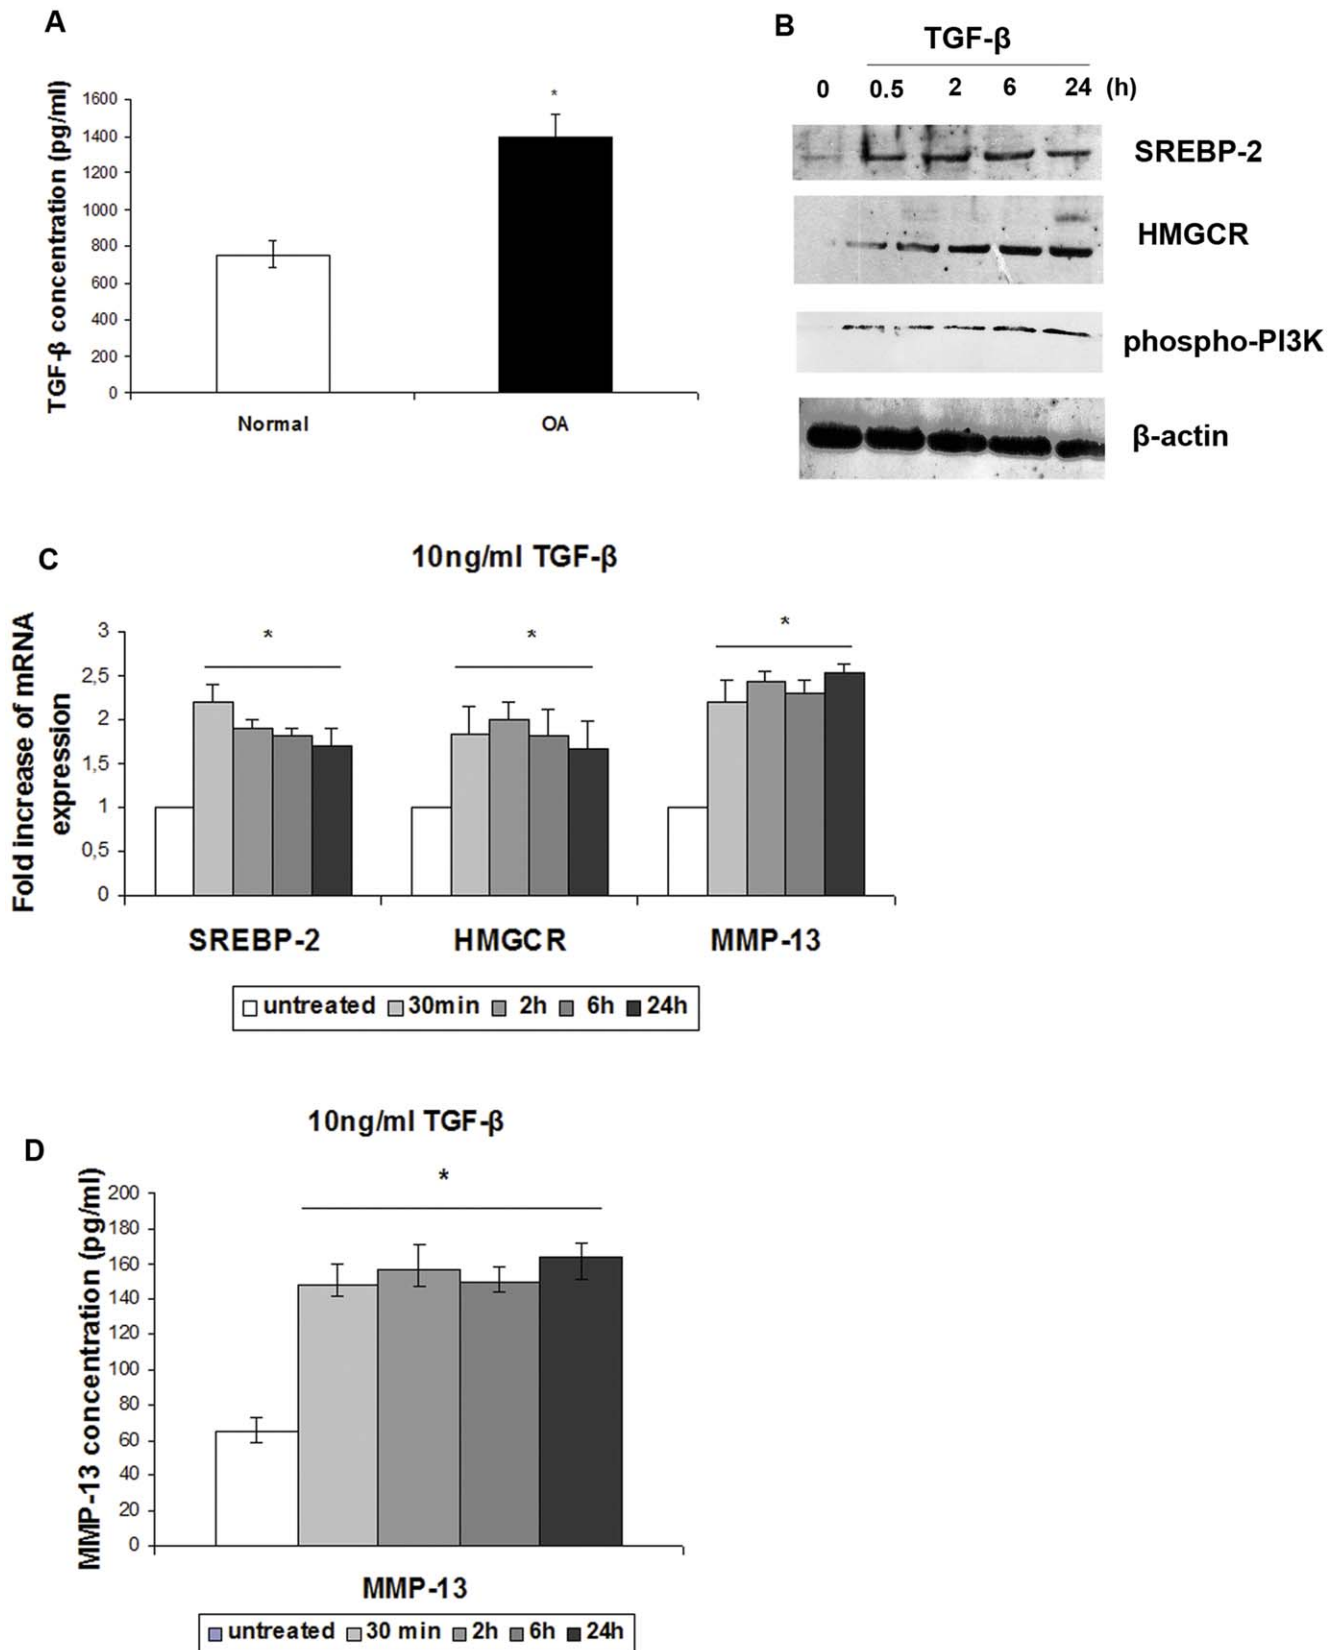 A
TGF-β concentration (pg/ml)
1600
1400
1200
1000
800
600
400
200
0
*
Normal
OA
B
TGF-β
0 0.5 2 6 24 (h)
SREBP-2
HMGCR
phospho-PI3K
β-actin
C
10ng/ml TGF-β
Fold increase of mRNA
expression
3
2,5
2
1,5
1
0,5
0
* * *
SREBP-2 HMGCR MMP-13
untreated 30min 2h 6h 24h
D
10ng/ml TGF-β
MMP-13 concentration (pg/ml)
200
180
160
140
120
100
80
60
40
20
0
*
MMP-13
untreated 30 min 2h 6h 24h